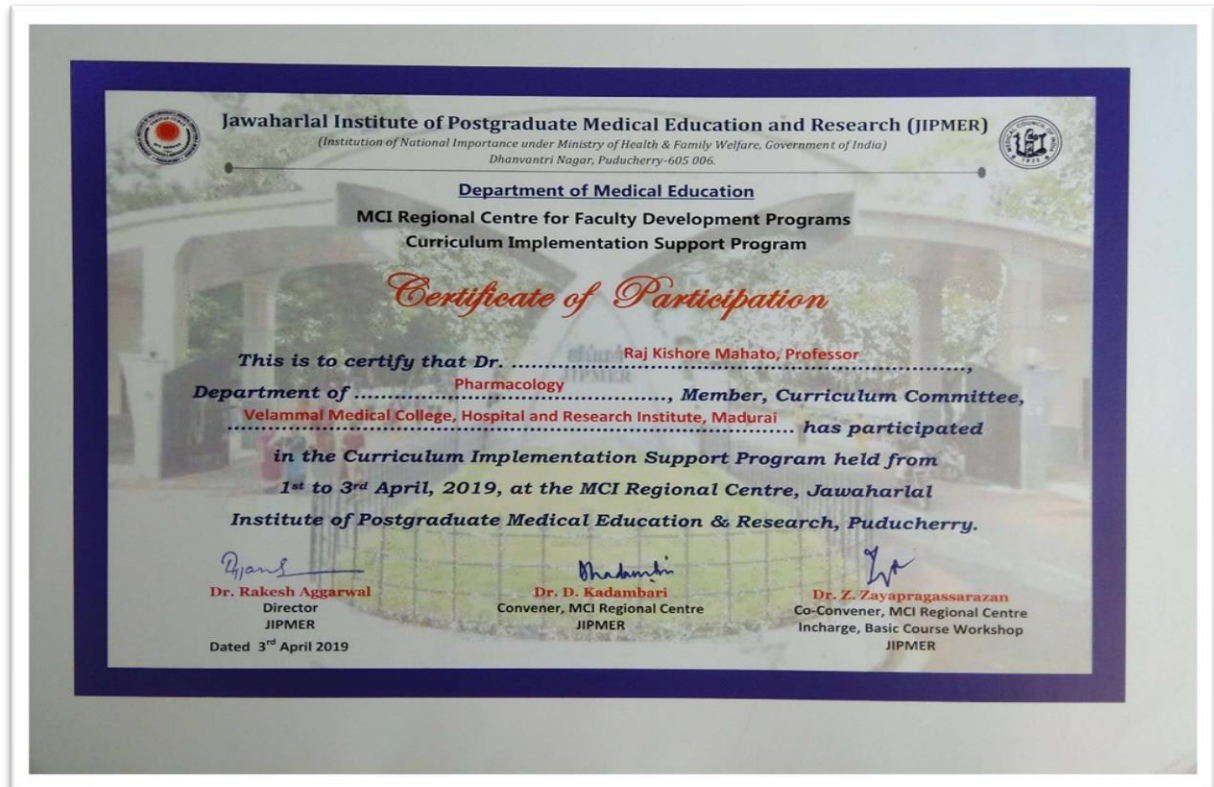 Jawaharlal Institute of Postgraduate Medical Education and Research (JIPMER)
(Institution of National Importance under Ministry of Health & Family Welfare, Government of India)
Dhanvantri Nagar, Puducherry-605 006.
MEDICAL COUNCIL OF INDIA
1933
Department of Medical Education
MCI Regional Centre for Faculty Development Programs
Curriculum Implementation Support Program
Certificate of Participation
This is to certify that Dr. Raj Kishore Mahato, Professor,
Department of Pharmacology, Member, Curriculum Committee,
Velammal Medical College, Hospital and Research Institute, Madurai has participated
in the Curriculum Implementation Support Program held from
1st to 3rd April, 2019, at the MCI Regional Centre, Jawaharlal
Institute of Postgraduate Medical Education & Research, Puducherry.
JIPMER
Dr. Rakesh Aggarwal
Director
JIPMER
Dated 3rd April 2019
Dr. D. Kadambari
Convener, MCI Regional Centre
JIPMER
Dr. Z. Zayapragassarazan
Co-Convener, MCI Regional Centre
Incharge, Basic Course Workshop
JIPMER